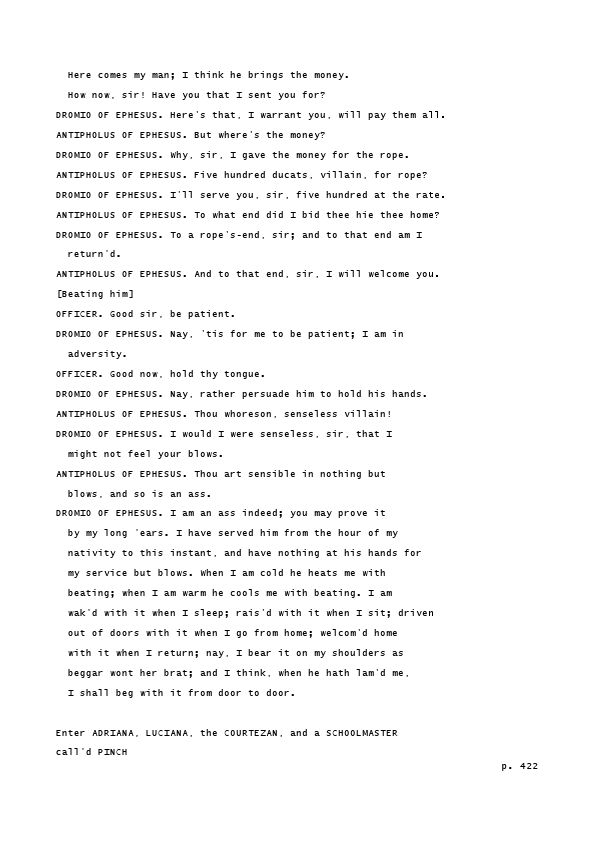 Here comes my man; I think he brings the money.
How now, sir! Have you that I sent you for?
DROMIO OF EPHESUS. Here's that, I warrant you, will pay them all.
ANTIPHOLUS OF EPHESUS. But where's the money?
DROMIO OF EPHESUS. Why, sir, I gave the money for the rope.
ANTIPHOLUS OF EPHESUS. Five hundred ducats, villain, for rope?
DROMIO OF EPHESUS. I'll serve you, sir, five hundred at the rate.
ANTIPHOLUS OF EPHESUS. To what end did I bid thee hie thee home?
DROMIO OF EPHESUS. To a rope's-end, sir; and to that end am I
return'd.
ANTIPHOLUS OF EPHESUS. And to that end, sir, I will welcome you.
[Beating him]
OFFICER. Good sir, be patient.
DROMIO OF EPHESUS. Nay, 'tis for me to be patient; I am in
adversity.
OFFICER. Good now, hold thy tongue.
DROMIO OF EPHESUS. Nay, rather persuade him to hold his hands.
ANTIPHOLUS OF EPHESUS. Thou whoreson, senseless villain!
DROMIO OF EPHESUS. I would I were senseless, sir, that I
might not feel your blows.
ANTIPHOLUS OF EPHESUS. Thou art sensible in nothing but
blows, and so is an ass.
DROMIO OF EPHESUS. I am an ass indeed; you may prove it
by my long 'ears. I have served him from the hour of my
nativity to this instant, and have nothing at his hands for
my service but blows. When I am cold he heats me with
beating; when I am warm he cools me with beating. I am
wak'd with it when I sleep; rais'd with it when I sit; driven
out of doors with it when I go from home; welcom'd home
with it when I return; nay, I bear it on my shoulders as
beggar wont her brat; and I think, when he hath lam'd me,
I shall beg with it from door to door.
Enter ADRIANA, LUCIANA, the COURTEZAN, and a SCHOOLMASTER
call'd PINCH
p. 422